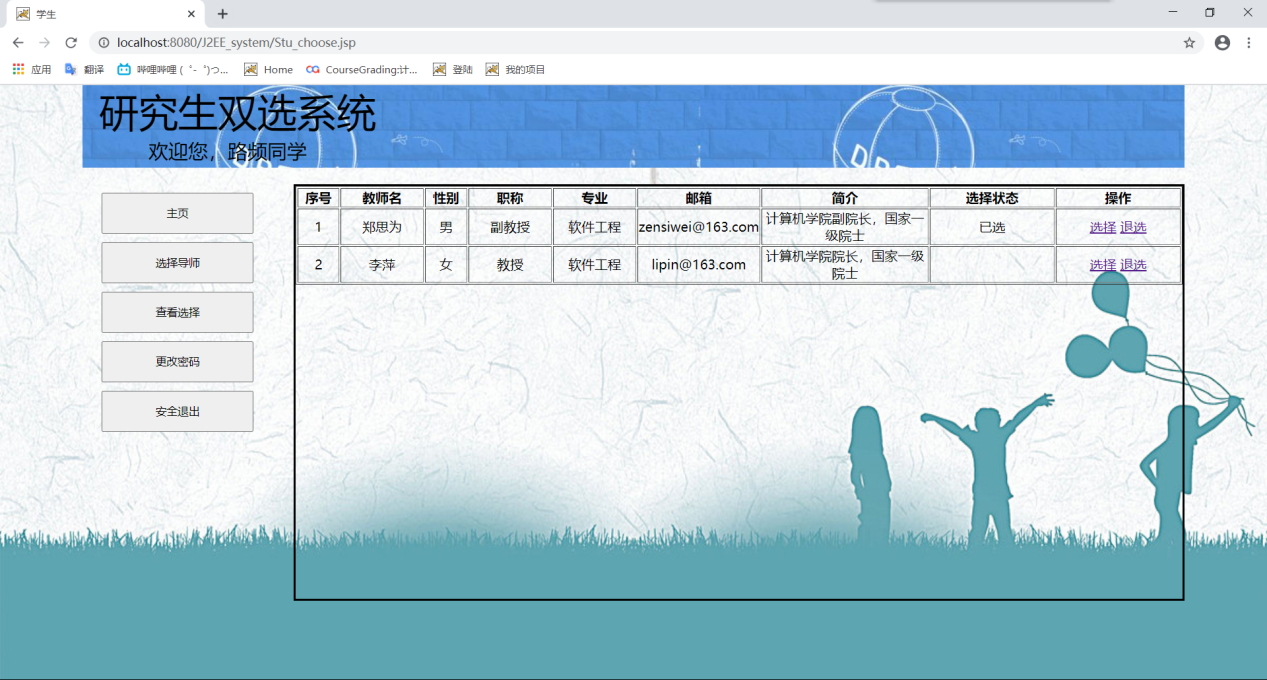 学生
localhost:8080/J2EE_system/Stu_choose.jsp
应用 翻译 哔哩哔哩 (゜-゜)つ... Home CourseGrading:计... 登陆 我的项目
研究生双选系统
欢迎您，路频同学
主页
选择导师
查看选择
更改密码
安全退出
序号 教师名 性别 职称 专业 邮箱 简介 选择状态 操作
1 郑思为 男 副教授 软件工程 zensiwei@163.com 计算机学院副院长，国家一
级院士 已选 选择 退选
2 李萍 女 教授 软件工程 lipin@163.com 计算机学院院长，国家一级
院士 选择 退选